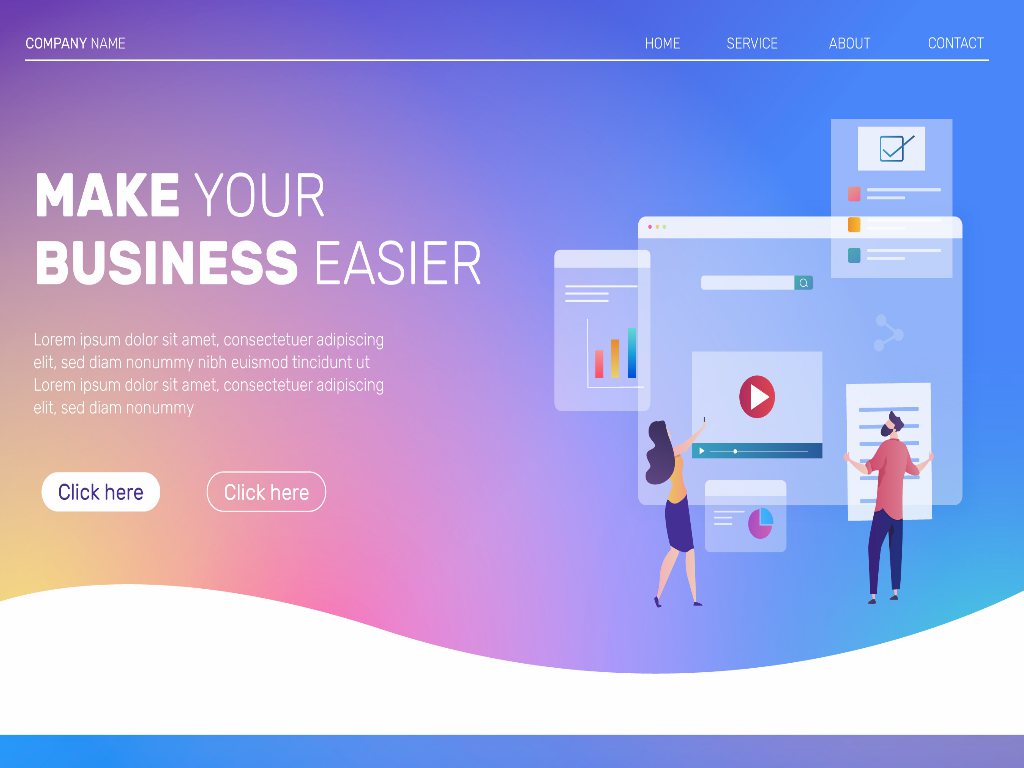 COMPANY NAME
HOME SERVICE ABOUT CONTACT
MAKE YOUR
BUSINESS EASIER
Lorem ipsum dolor sit amet, consectetuer adipiscing
elit, sed diam nonummy nibh euismod tincidunt ut
Lorem ipsum dolor sit amet, consectetuer adipiscing
elit, sed diam nonummy
Click here
Click here